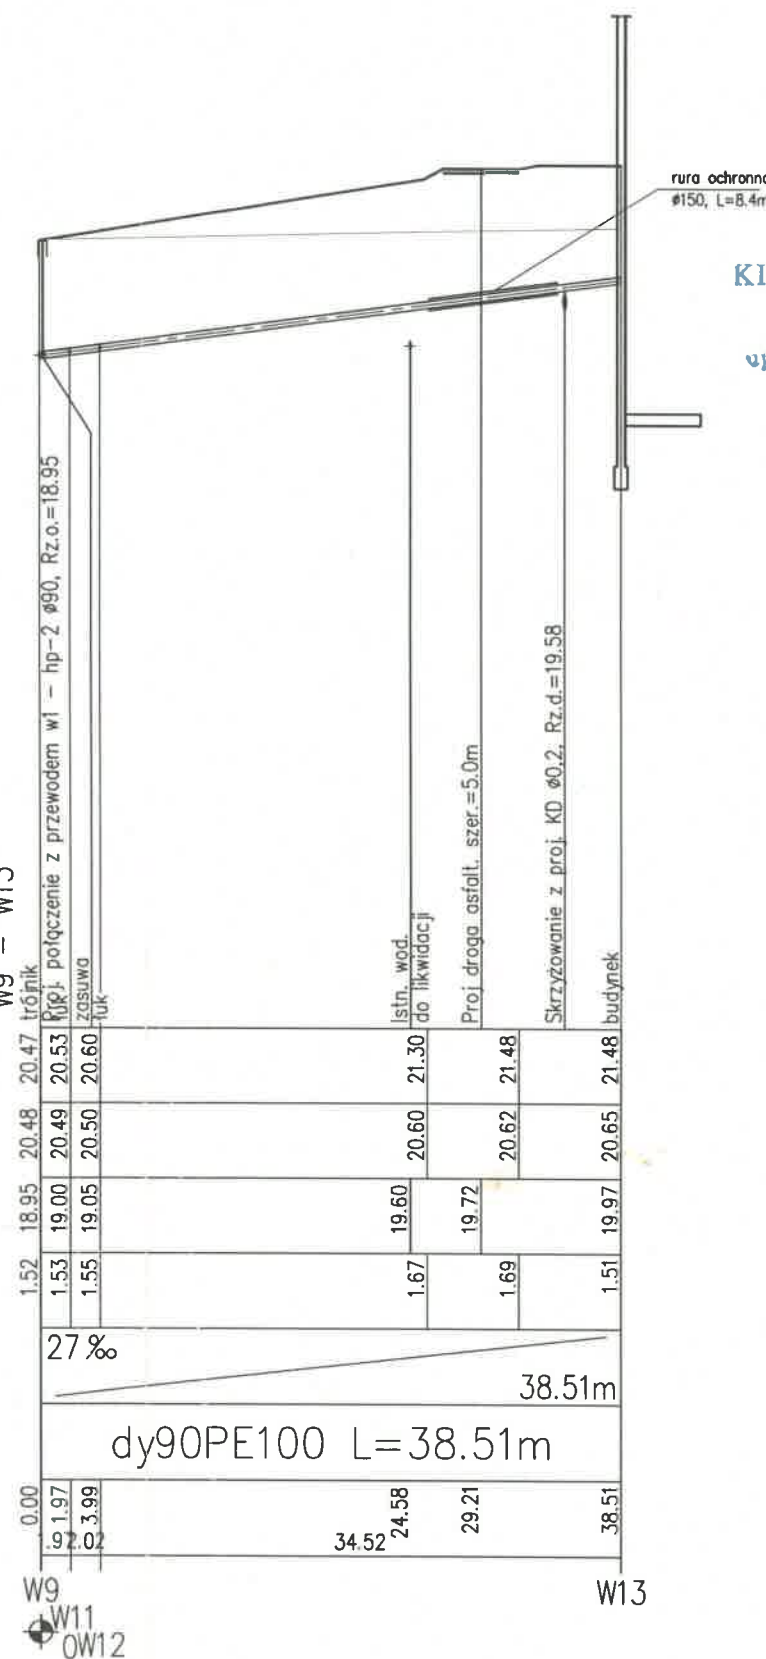 rura ochronna
ø150, L=8.4m
KI
W9 - W13
trójnik
Proj. połączenie z przewodem w1 - hp-2 ø90, Rz.o.=18.95
łuk
zasuwa
łuk
Istn. wod.
do likwidacji
Proj droga asfalt. szer.=5.0m
Skrzyżowanie z proj. KD ø0,2, Rz.d.=19.58
budynek
20.47 20.53 20.60 21.30 21.48 21.48
20.48 20.49 20.50 20.60 20.62 20.65
18.95 19.00 19.05 19.60 19.72 19.97
1.52 1.53 1.55 1.67 1.69 1.51
27‰
38.51m
dy90PE100 L=38.51m
0.00 1.97 3.99 24.58 29.21 38.51
2.02 34.52
W9 W13
W11
W12